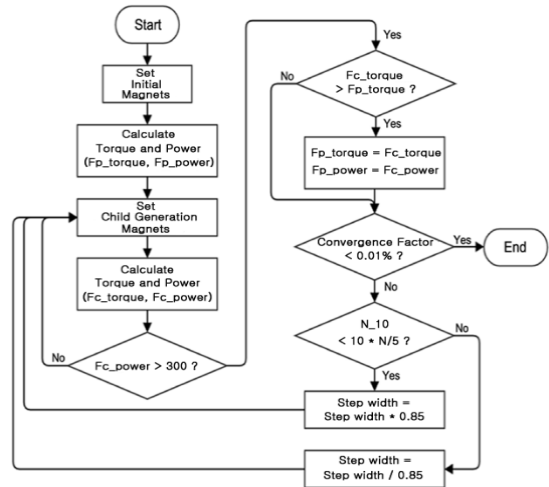 Start
Set
Initial
Magnets
Calculate
Torque and Power
(Fp_torque, Fp_power)
Set
Child Generation
Magnets
Calculate
Torque and Power
(Fc_torque, Fc_power)
No
Fc_power > 300 ?
Yes
No
Fc_torque
> Fp_torque ?
Yes
Fp_torque = Fc_torque
Fp_power = Fc_power
Convergence Factor
< 0.01% ?
Yes
End
No
N_10
< 10 * N/5 ?
No
Yes
Step width =
Step width * 0.85
Step width =
Step width / 0.85